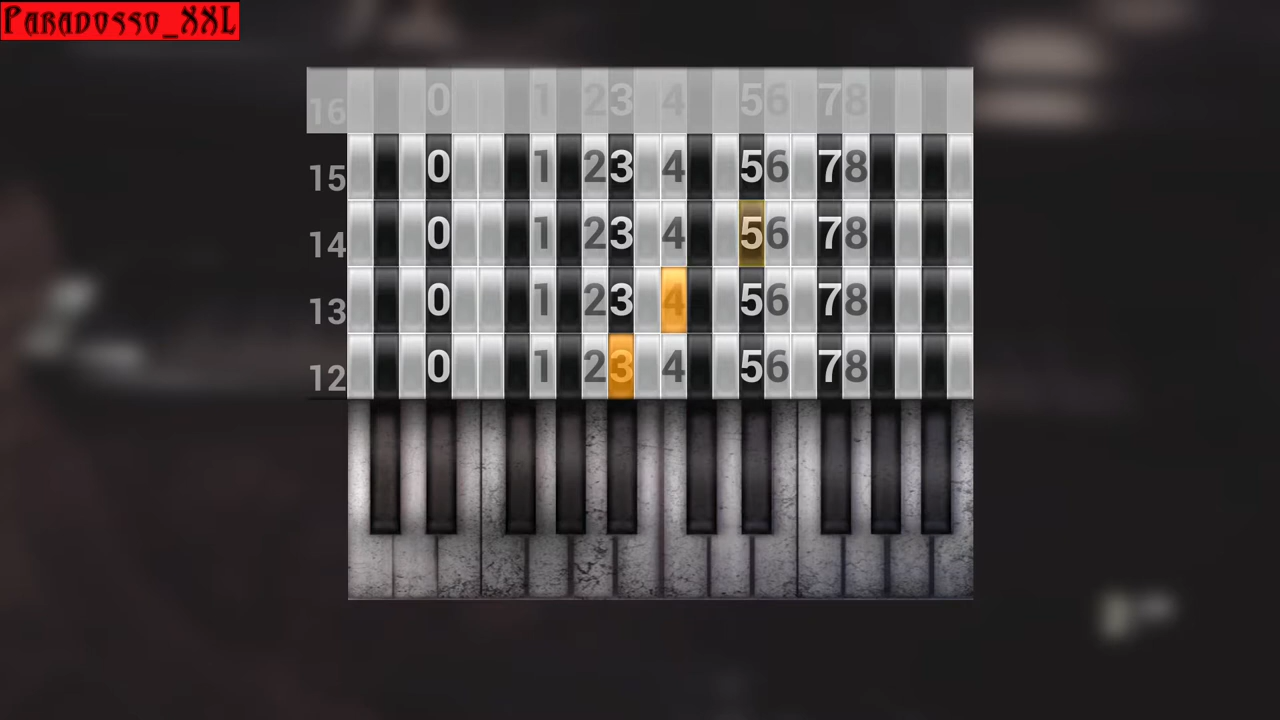 Paradosso_XXL
16 0 1 2 3 4 5 6 7 8
15 0 1 2 3 4 5 6 7 8
14 0 1 2 3 4 5 6 7 8
13 0 1 2 3 4 5 6 7 8
12 0 1 2 3 4 5 6 7 8